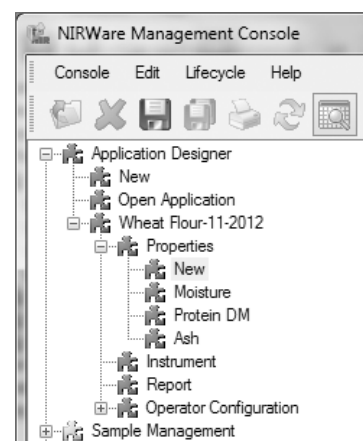 NIRWare Management Console
Console Edit Lifecycle Help
Application Designer
New
Open Application
Wheat Flour-11-2012
Properties
New
Moisture
Protein DM
Ash
Instrument
Report
Operator Configuration
Sample Management